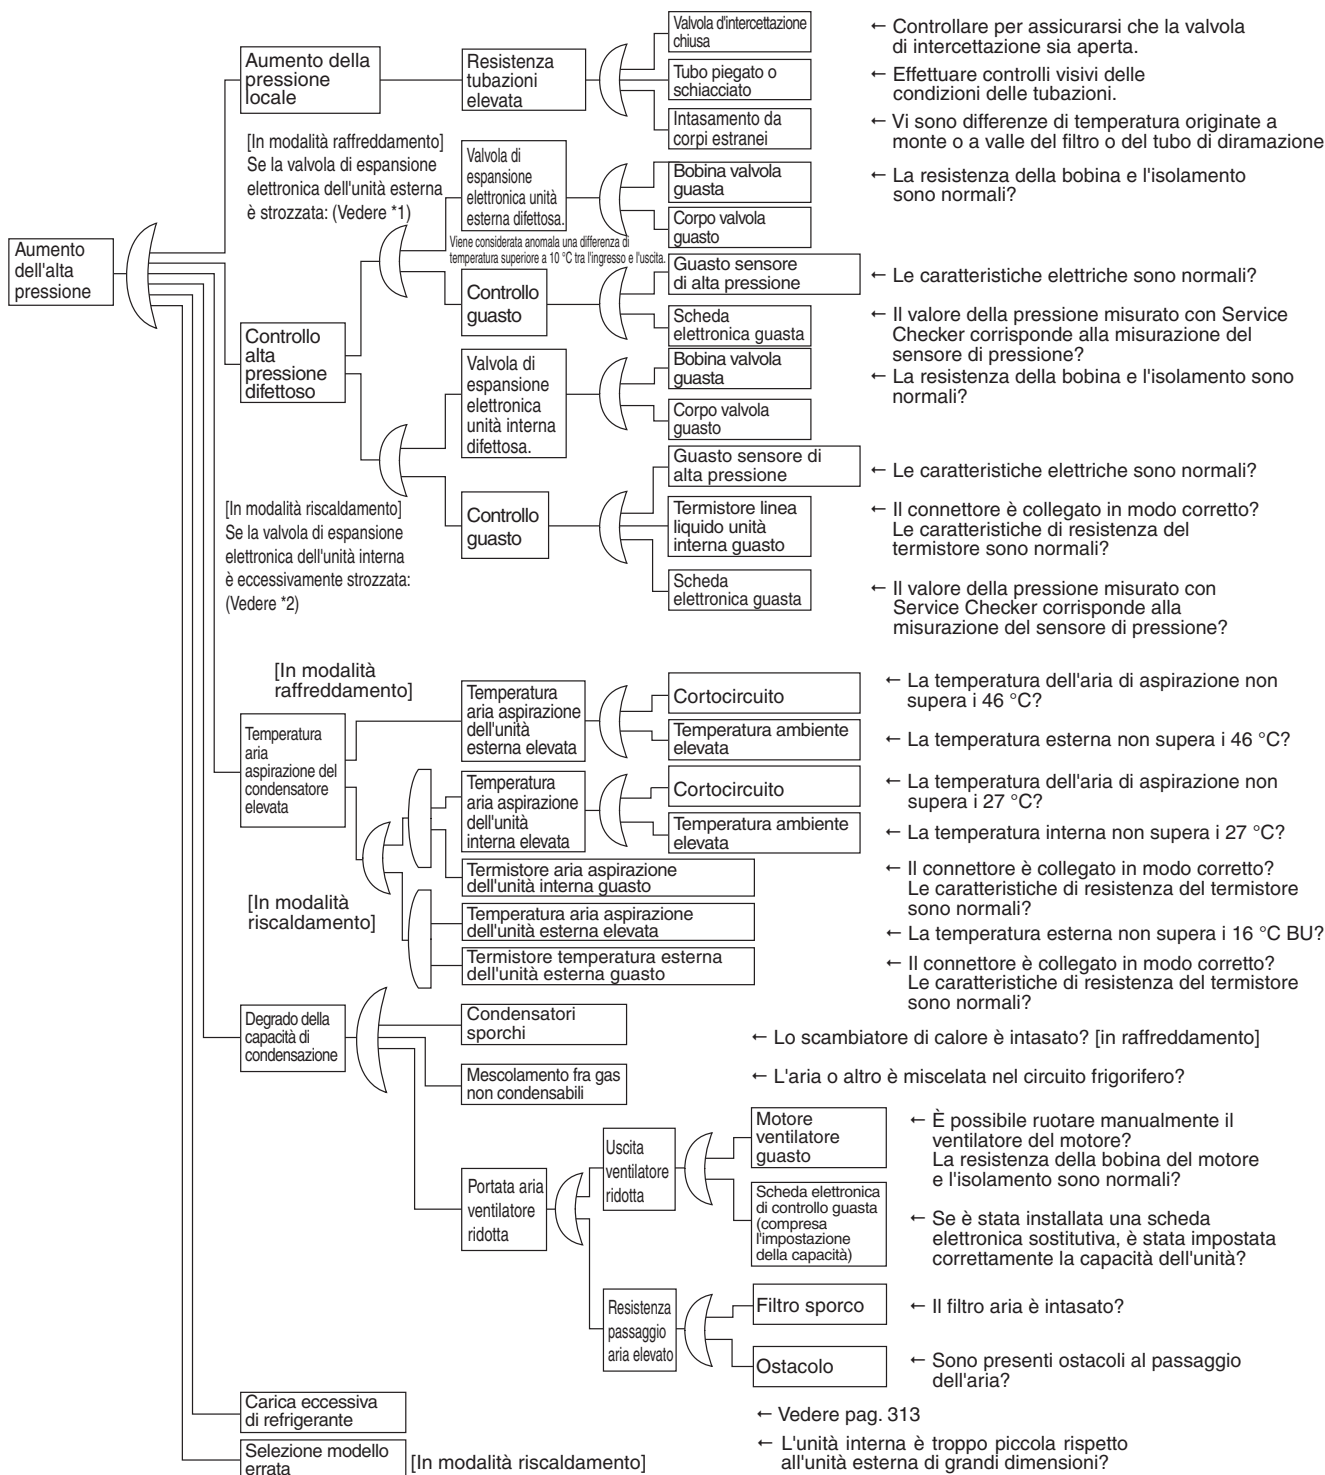 Aumento
dell'alta
pressione
Aumento della
pressione
locale
Resistenza
tubazioni
elevata
Valvola d'intercettazione
chiusa
← Controllare per assicurarsi che la valvola
di intercettazione sia aperta.
Tubo piegato o
schiacciato
← Effettuare controlli visivi delle
condizioni delle tubazioni.
Intasamento da
corpi estranei
← Vi sono differenze di temperatura originate a
monte o a valle del filtro o del tubo di diramazione
[In modalità raffreddamento]
Se la valvola di espansione
elettronica dell'unità esterna
è strozzata: (Vedere *1)
Valvola di
espansione
elettronica unità
esterna difettosa.
Bobina valvola
guasta
← La resistenza della bobina e l'isolamento
sono normali?
Corpo valvola
guasto
Viene considerata anomala una differenza di
temperatura superiore a 10 °C tra l'ingresso e l'uscita.
Controllo
alta
pressione
difettoso
Controllo
guasto
Guasto sensore
di alta pressione
← Le caratteristiche elettriche sono normali?
Scheda
elettronica guasta
← Il valore della pressione misurato con Service
Checker corrisponde alla misurazione del
sensore di pressione?
Valvola di
espansione
elettronica
unità interna
difettosa.
Bobina valvola
guasta
← La resistenza della bobina e l'isolamento sono
normali?
Corpo valvola
guasto
[In modalità riscaldamento]
Se la valvola di espansione
elettronica dell'unità interna
è eccessivamente strozzata:
(Vedere *2)
Controllo
guasto
Guasto sensore di
alta pressione
← Le caratteristiche elettriche sono normali?
Termistore linea
liquido unità
interna guasto
← Il connettore è collegato in modo corretto?
Le caratteristiche di resistenza del
termistore sono normali?
Scheda
elettronica guasta
← Il valore della pressione misurato con
Service Checker corrisponde alla
misurazione del sensore di pressione?
[In modalità
raffreddamento]
Temperatura
aria
aspirazione del
condensatore
elevata
Temperatura
aria aspirazione
dell'unità
esterna elevata
Cortocircuito
← La temperatura dell'aria di aspirazione non
supera i 46 °C?
Temperatura ambiente
elevata
← La temperatura esterna non supera i 46 °C?
Temperatura
aria aspirazione
dell'unità
interna elevata
Cortocircuito
← La temperatura dell'aria di aspirazione non
supera i 27 °C?
Temperatura ambiente
elevata
← La temperatura interna non supera i 27 °C?
[In modalità
riscaldamento]
Termistore aria aspirazione
dell'unità interna guasto
← Il connettore è collegato in modo corretto?
Le caratteristiche di resistenza del termistore
sono normali?
Temperatura aria aspirazione
dell'unità esterna elevata
← La temperatura esterna non supera i 16 °C BU?
Termistore temperatura esterna
dell'unità esterna guasto
← Il connettore è collegato in modo corretto?
Le caratteristiche di resistenza del termistore
sono normali?
Degrado della
capacità di
condensazione
Condensatori
sporchi
← Lo scambiatore di calore è intasato? [in raffreddamento]
Mescolamento fra gas
non condensabili
← L'aria o altro è miscelata nel circuito frigorifero?
Portata aria
ventilatore
ridotta
Uscita
ventilatore
ridotta
Motore
ventilatore
guasto
← È possibile ruotare manualmente il
ventilatore del motore?
La resistenza della bobina del motore
e l'isolamento sono normali?
Scheda elettronica
di controllo guasta
(compresa
l'impostazione
della capacità)
← Se è stata installata una scheda
elettronica sostitutiva, è stata impostata
correttamente la capacità dell'unità?
Resistenza
passaggio
aria elevato
Filtro sporco
← Il filtro aria è intasato?
Ostacolo
← Sono presenti ostacoli al passaggio
dell'aria?
Carica eccessiva
di refrigerante
← Vedere pag. 313
Selezione modello
errata
[In modalità riscaldamento]
← L'unità interna è troppo piccola rispetto
all'unità esterna di grandi dimensioni?